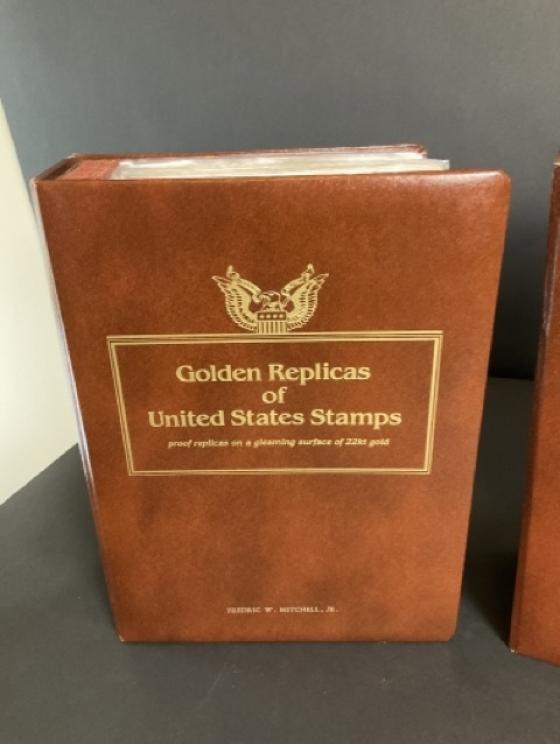 Golden Replicas
of
United States Stamps
proof replicas on a gleaming surface of 22kt gold
FREDRIC W. MITCHELL, JR.